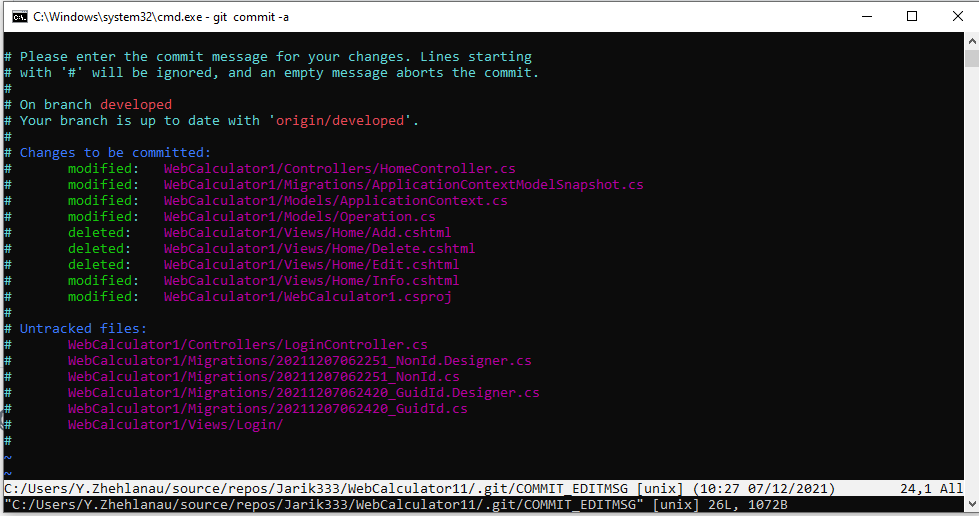 C:\Windows\system32\cmd.exe - git commit -a
# Please enter the commit message for your changes. Lines starting
# with '#' will be ignored, and an empty message aborts the commit.
#
# On branch developed
# Your branch is up to date with 'origin/developed'.
#
# Changes to be committed:
#       modified:   WebCalculator1/Controllers/HomeController.cs
#       modified:   WebCalculator1/Migrations/ApplicationContextModelSnapshot.cs
#       modified:   WebCalculator1/Models/ApplicationContext.cs
#       modified:   WebCalculator1/Models/Operation.cs
#       deleted:    WebCalculator1/Views/Home/Add.cshtml
#       deleted:    WebCalculator1/Views/Home/Delete.cshtml
#       deleted:    WebCalculator1/Views/Home/Edit.cshtml
#       modified:   WebCalculator1/Views/Home/Info.cshtml
#       modified:   WebCalculator1/WebCalculator1.csproj
#
# Untracked files:
#       WebCalculator1/Controllers/LoginController.cs
#       WebCalculator1/Migrations/20211207062251_NonId.Designer.cs
#       WebCalculator1/Migrations/20211207062251_NonId.cs
#       WebCalculator1/Migrations/20211207062420_GuidId.Designer.cs
#       WebCalculator1/Migrations/20211207062420_GuidId.cs
#       WebCalculator1/Views/Login/
#
~
~
C:/Users/Y.Zhehlanau/source/repos/Jarik333/WebCalculator11/.git/COMMIT_EDITMSG [unix] (10:27 07/12/2021) 24,1 All
"C:/Users/Y.Zhehlanau/source/repos/Jarik333/WebCalculator11/.git/COMMIT_EDITMSG" [unix] 26L, 1072B